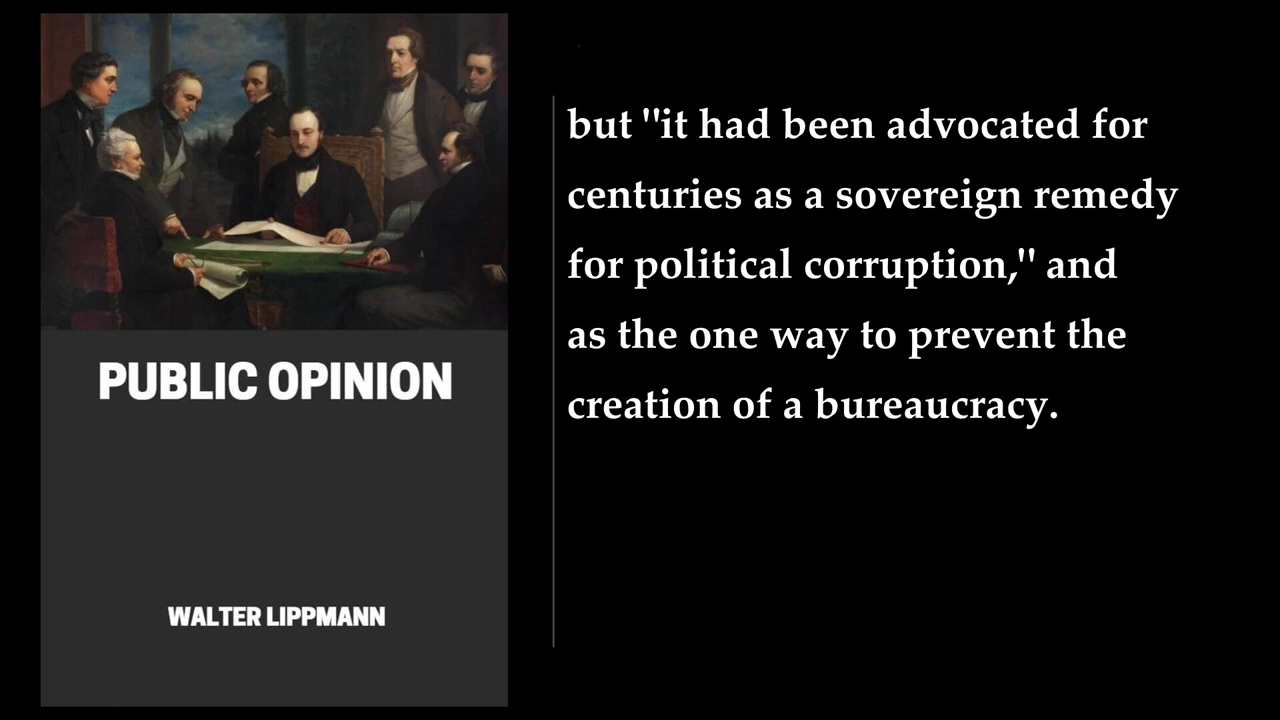 PUBLIC OPINION
WALTER LIPPMANN
but "it had been advocated for
centuries as a sovereign remedy
for political corruption," and
as the one way to prevent the
creation of a bureaucracy.